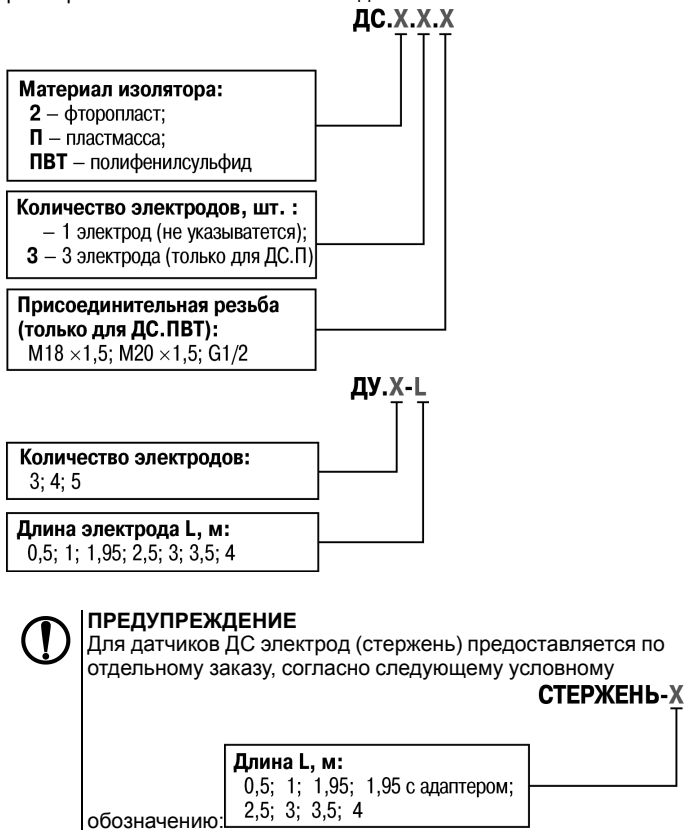 ДС.X.X.X
Материал изолятора:
2 – фторопласт;
П – пластмасса;
ПВТ – полифенилсульфид
Количество электродов, шт. :
– 1 электрод (не указыватется);
3 – 3 электрода (только для ДС.П)
Присоединительная резьба
(только для ДС.ПВТ):
М18 ×1,5; М20 ×1,5; G1/2
ДУ.X-L
Количество электродов:
3; 4; 5
Длина электрода L, м:
0,5; 1; 1,95; 2,5; 3; 3,5; 4
ПРЕДУПРЕЖДЕНИЕ
Для датчиков ДС электрод (стержень) предоставляется по
отдельному заказу, согласно следующему условному
СТЕРЖЕНЬ-X
Длина L, м:
0,5; 1; 1,95; 1,95 с адаптером;
2,5; 3; 3,5; 4
обозначению: